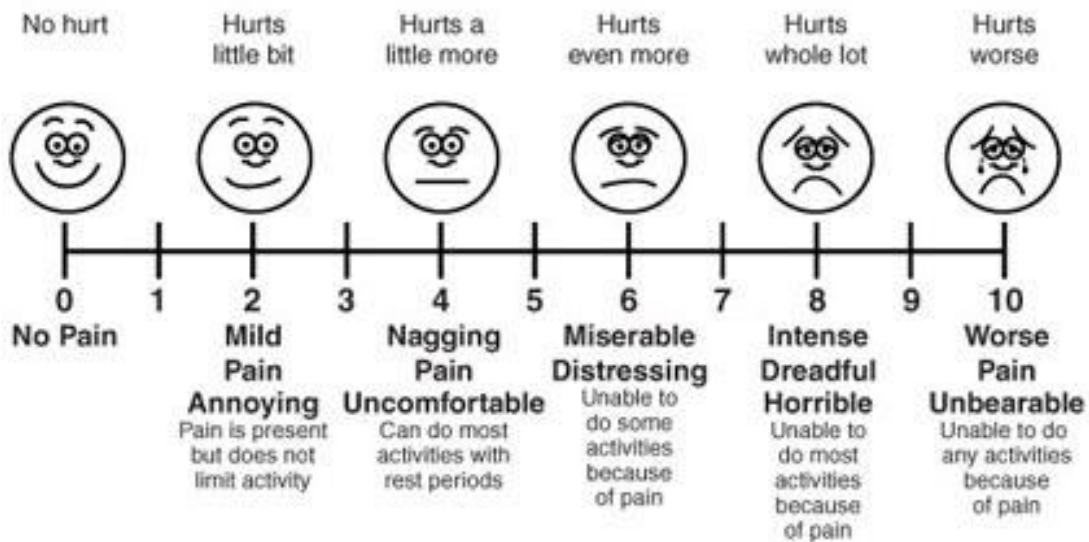 No hurt
Hurts
little bit
Hurts a
little more
Hurts
even more
Hurts
whole lot
Hurts
worse
0 1 2 3 4 5 6 7 8 9 10
No Pain
Mild
Pain
Annoying
Pain is present
but does not
limit activity
Nagging
Pain
Uncomfortable
Can do most
activities with
rest periods
Miserable
Distressing
Unable to
do some
activities
because
of pain
Intense
Dreadful
Horrible
Unable to
do most
activities
because
of pain
Worse
Pain
Unbearable
Unable to do
any activities
because
of pain